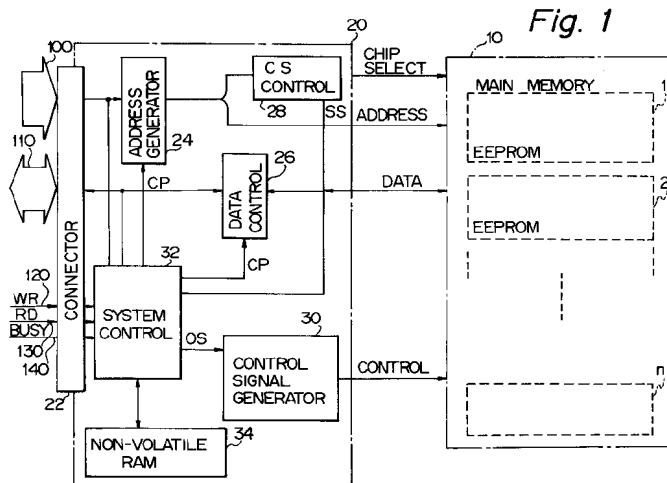 Fig. 1
100
20
10
CS
CONTROL
28
CHIP
SELECT
SS
ADDRESS
ADDRESS
GENERATOR
24
MAIN MEMORY
1
EEPROM
110
CP
26
DATA
CONTROL
DATA
2
EEPROM
CONNECTOR
32
CP
120
WR
RD
BUSY
130
140
SYSTEM
CONTROL
OS
30
CONTROL
SIGNAL
GENERATOR
CONTROL
n
22
34
NON-VOLATILE
RAM